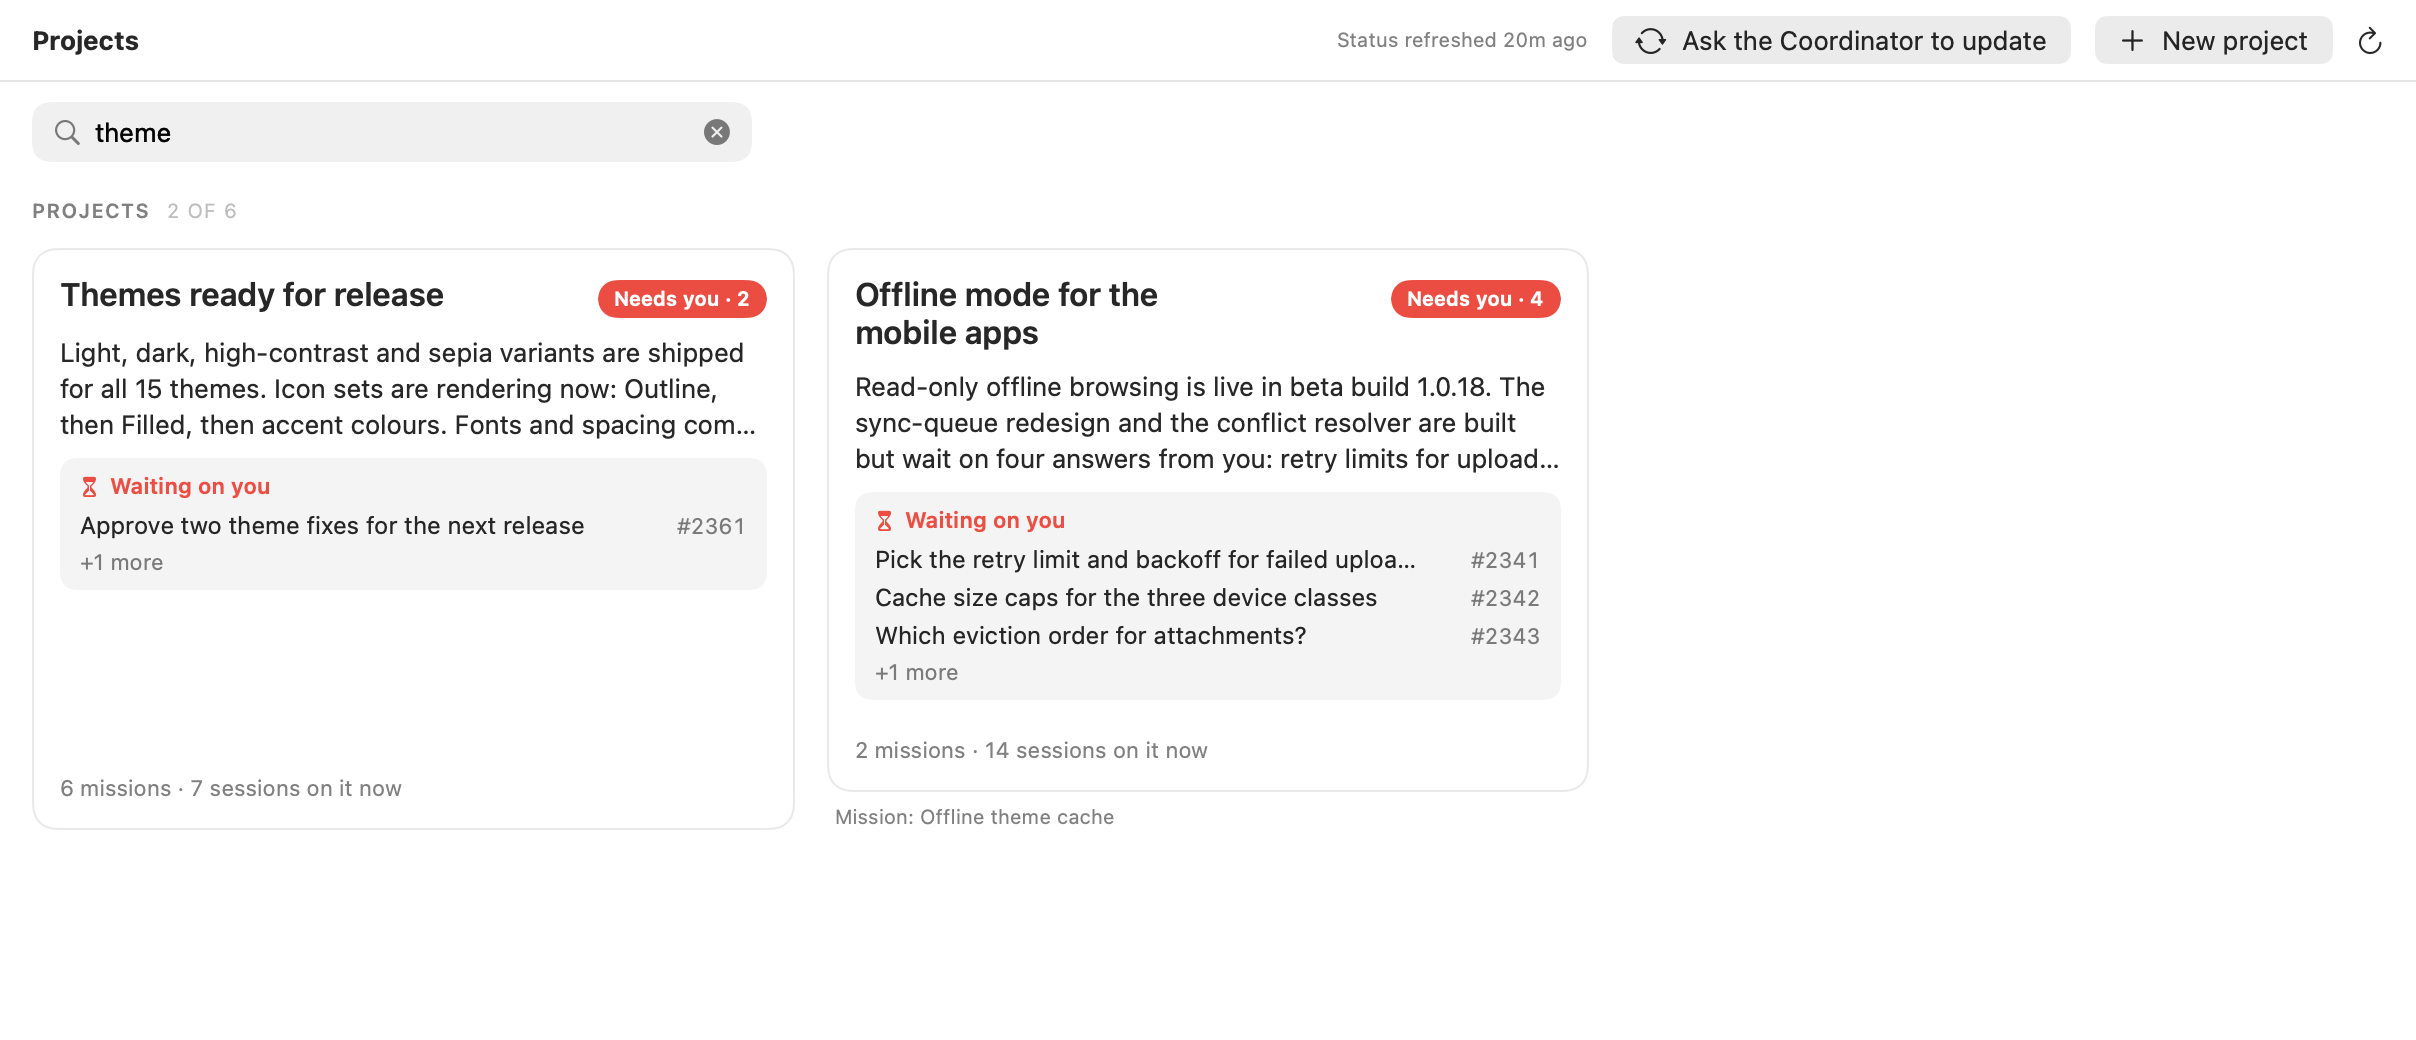 Projects
Status refreshed 20m ago
Ask the Coordinator to update
New project
theme
PROJECTS 2 OF 6
Themes ready for release
Needs you · 2
Light, dark, high-contrast and sepia variants are shipped
for all 15 themes. Icon sets are rendering now: Outline,
then Filled, then accent colours. Fonts and spacing com...
Waiting on you
Approve two theme fixes for the next release #2361
+1 more
6 missions · 7 sessions on it now
Offline mode for the
mobile apps
Needs you · 4
Read-only offline browsing is live in beta build 1.0.18. The
sync-queue redesign and the conflict resolver are built
but wait on four answers from you: retry limits for upload...
Waiting on you
Pick the retry limit and backoff for failed uploa... #2341
Cache size caps for the three device classes #2342
Which eviction order for attachments? #2343
+1 more
2 missions · 14 sessions on it now
Mission: Offline theme cache